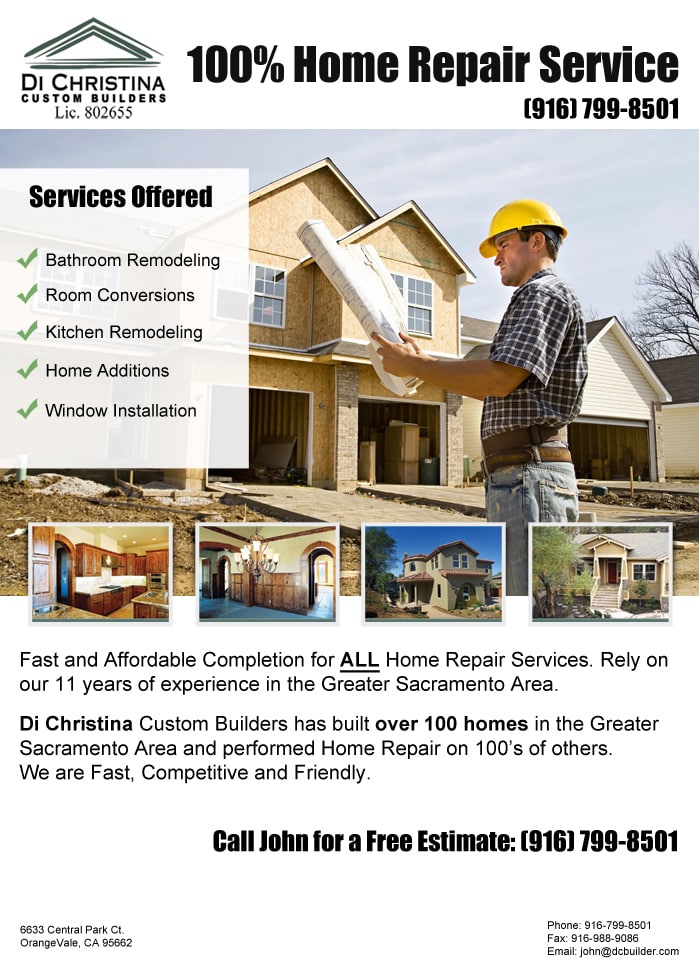 DI CHRISTINA
CUSTOM BUILDERS
Lic. 802655
100% Home Repair Service
(916) 799-8501
Services Offered
Bathroom Remodeling
Room Conversions
Kitchen Remodeling
Home Additions
Window Installation
Fast and Affordable Completion for ALL Home Repair Services. Rely on
our 11 years of experience in the Greater Sacramento Area.
Di Christina Custom Builders has built over 100 homes in the Greater
Sacramento Area and performed Home Repair on 100's of others.
We are Fast, Competitive and Friendly.
Call John for a Free Estimate: (916) 799-8501
6633 Central Park Ct.
OrangeVale, CA 95662
Phone: 916-799-8501
Fax: 916-988-9086
Email: john@dcbuilder.com